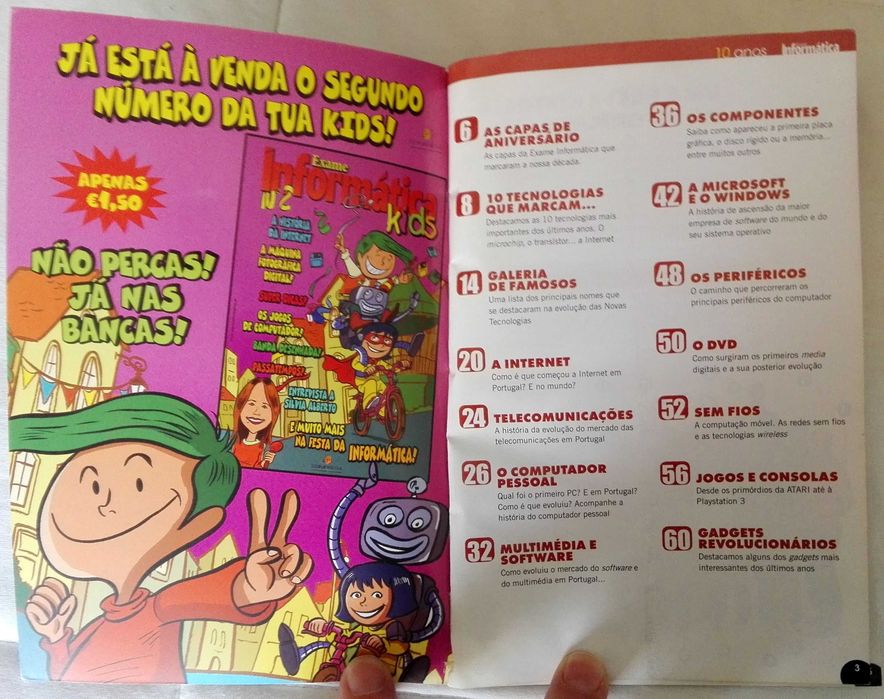 JÁ ESTÁ À VENDA O SEGUNDO
NÚMERO DA TUA KIDS!
APENAS
€1,50
NÃO PERCAS!
JÁ NAS
BANCAS!
Exame
Informática
Nº2
kids
A HISTÓRIA
DA INTERNET
A MÁQUINA
FOTOGRÁFICA
DIGITAL!
SUPER DICAS!
OS JOGOS
DE COMPUTADOR!
BANDA DESENHADA!
PASSATEMPOS!
ENTREVISTA A
SILVIA ALBERTO
E MUITO MAIS
NA FESTA DA INFORMÁTICA!
10 anos Informática
6 AS CAPAS DE
ANIVERSÁRIO
As capas da Exame Informática que
marcaram a nossa década.
8 10 TECNOLOGIAS
QUE MARCAM...
Destacamos as 10 tecnologias mais
importantes dos últimos anos. O
microchip, o transístor... a Internet
14 GALERIA
DE FAMOSOS
Uma lista dos principais nomes que
se destacaram na evolução das Novas
Tecnologias
20 A INTERNET
Como é que começou a Internet em
Portugal? E no mundo?
24 TELECOMUNICAÇÕES
A história da evolução do mercado das
telecomunicações em Portugal
26 O COMPUTADOR
PESSOAL
Qual foi o primeiro PC? E em Portugal?
Como é que evoluiu? Acompanhe a
história do computador pessoal
32 MULTIMÉDIA E
SOFTWARE
Como evoluiu o mercado do software e
do multimédia em Portugal...
36 OS COMPONENTES
Saiba como apareceu a primeira placa
gráfica, o disco rígido ou a memória...
entre muitos outros
42 A MICROSOFT
E O WINDOWS
A história de ascensão da maior
empresa de software do mundo e do
seu sistema operativo
48 OS PERIFÉRICOS
O caminho que percorreram os
principais periféricos do computador
50 O DVD
Como surgiram os primeiros media
digitais e a sua posterior evolução
52 SEM FIOS
A computação móvel. As redes sem fios
e as tecnologias wireless
56 JOGOS E CONSOLAS
Desde os primórdios da ATARI até à
Playstation 3
60 GADGETS
REVOLUCIONÁRIOS
Destacamos alguns dos gadgets mais
interessantes dos últimos anos
3